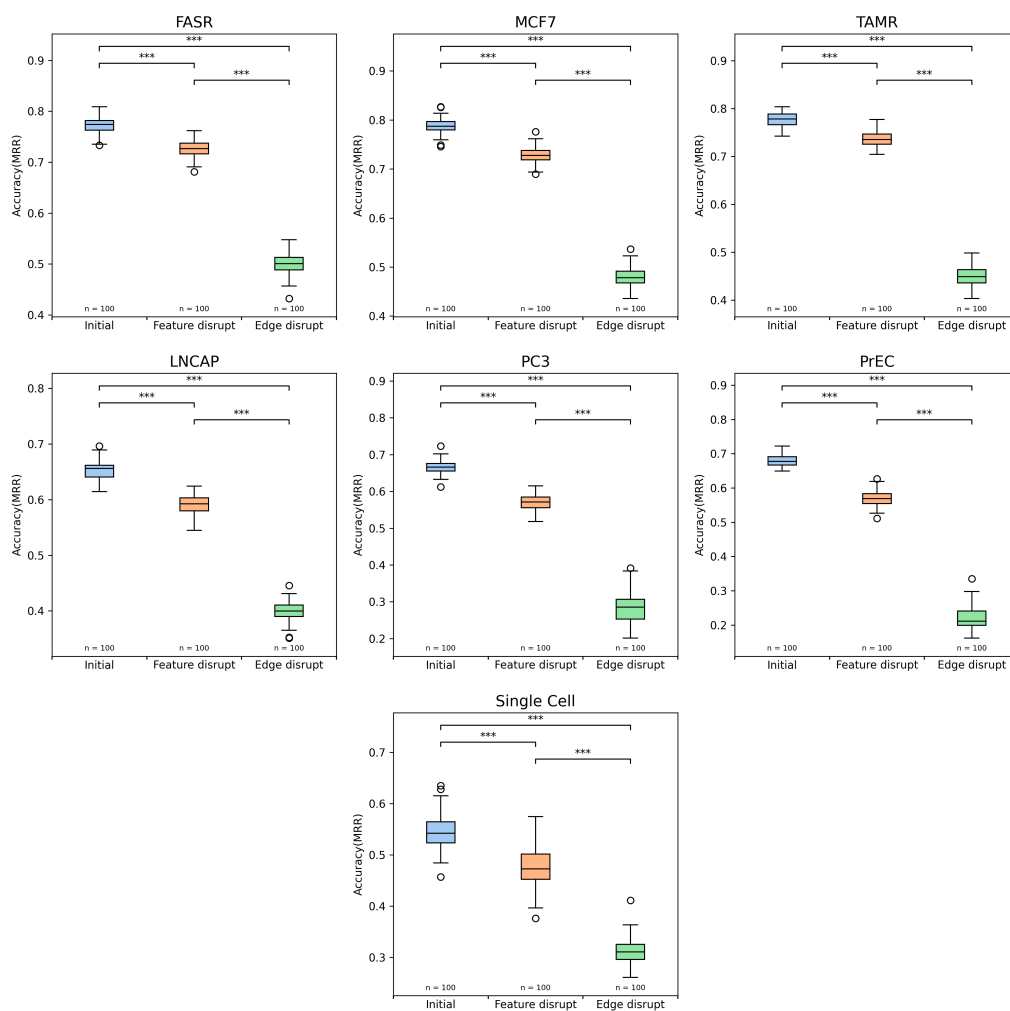 FASR
***
***
***
Accuracy(MRR)
0.9
0.8
0.7
0.6
0.5
0.4
n = 100 n = 100 n = 100
Initial Feature disrupt Edge disrupt
MCF7
***
***
***
Accuracy(MRR)
0.9
0.8
0.7
0.6
0.5
0.4
n = 100 n = 100 n = 100
Initial Feature disrupt Edge disrupt
TAMR
***
***
***
Accuracy(MRR)
0.9
0.8
0.7
0.6
0.5
0.4
n = 100 n = 100 n = 100
Initial Feature disrupt Edge disrupt
LNCAP
***
***
***
Accuracy(MRR)
0.8
0.7
0.6
0.5
0.4
n = 100 n = 100 n = 100
Initial Feature disrupt Edge disrupt
PC3
***
***
***
Accuracy(MRR)
0.9
0.8
0.7
0.6
0.5
0.4
0.3
0.2
n = 100 n = 100 n = 100
Initial Feature disrupt Edge disrupt
PrEC
***
***
***
Accuracy(MRR)
0.9
0.8
0.7
0.6
0.5
0.4
0.3
0.2
n = 100 n = 100 n = 100
Initial Feature disrupt Edge disrupt
Single Cell
***
***
***
Accuracy(MRR)
0.7
0.6
0.5
0.4
0.3
n = 100 n = 100 n = 100
Initial Feature disrupt Edge disrupt